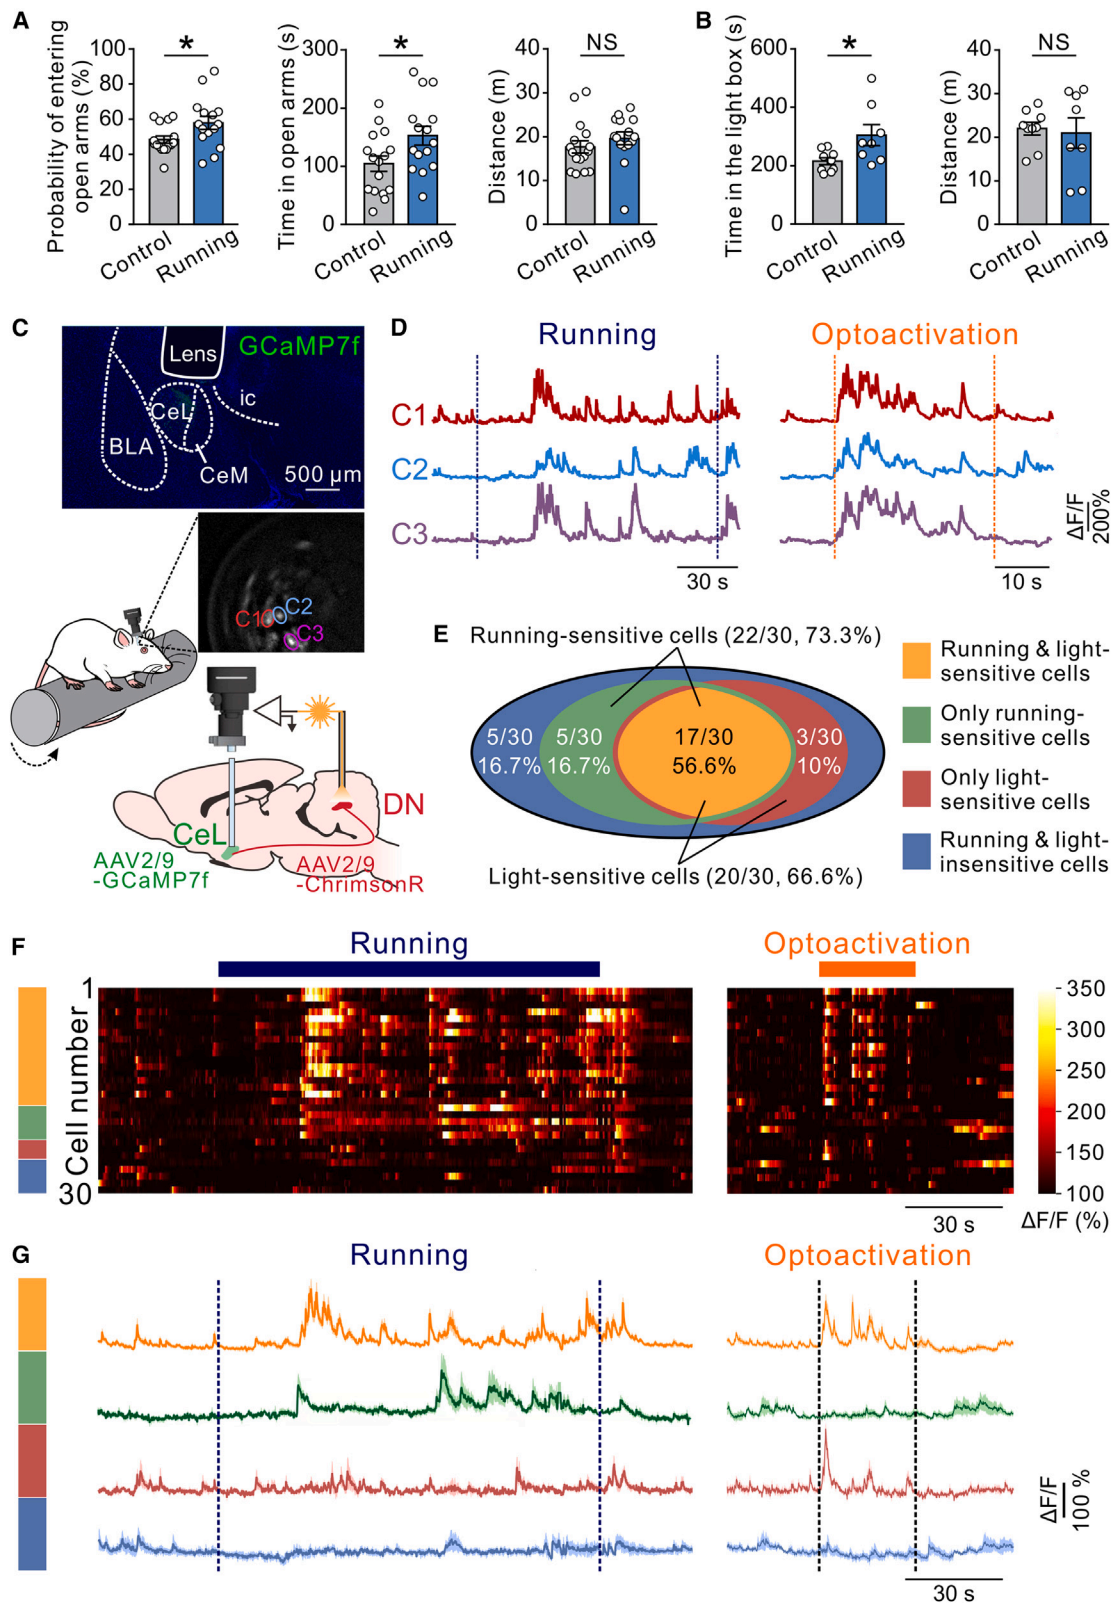 A
Probability of entering
open arms (%)
100
80
60
40
20
0
*
Control
Running
Time in open arms (s)
300
200
100
0
*
Control
Running
Distance (m)
40
30
20
10
0
NS
Control
Running
B
Time in the light box (s)
600
400
200
0
*
Control
Running
Distance (m)
40
30
20
10
0
NS
Control
Running
C
Lens
GCaMP7f
CeL
ic
BLA
CeM
500 µm
C1
C2
C3
DN
CeL
AAV2/9
-GCaMP7f
AAV2/9
-ChrimsonR
D
Running
Optoactivation
C1
C2
C3
ΔF/F
200%
30 s
10 s
E
Running-sensitive cells (22/30, 73.3%)
5/30
16.7%
5/30
16.7%
17/30
56.6%
3/30
10%
Light-sensitive cells (20/30, 66.6%)
Running & light-
sensitive cells
Only running-
sensitive cells
Only light-
sensitive cells
Running & light-
insensitive cells
F
Running
Optoactivation
1
Cell number
30
350
300
250
200
150
100
ΔF/F (%)
30 s
G
Running
Optoactivation
ΔF/F
100 %
30 s